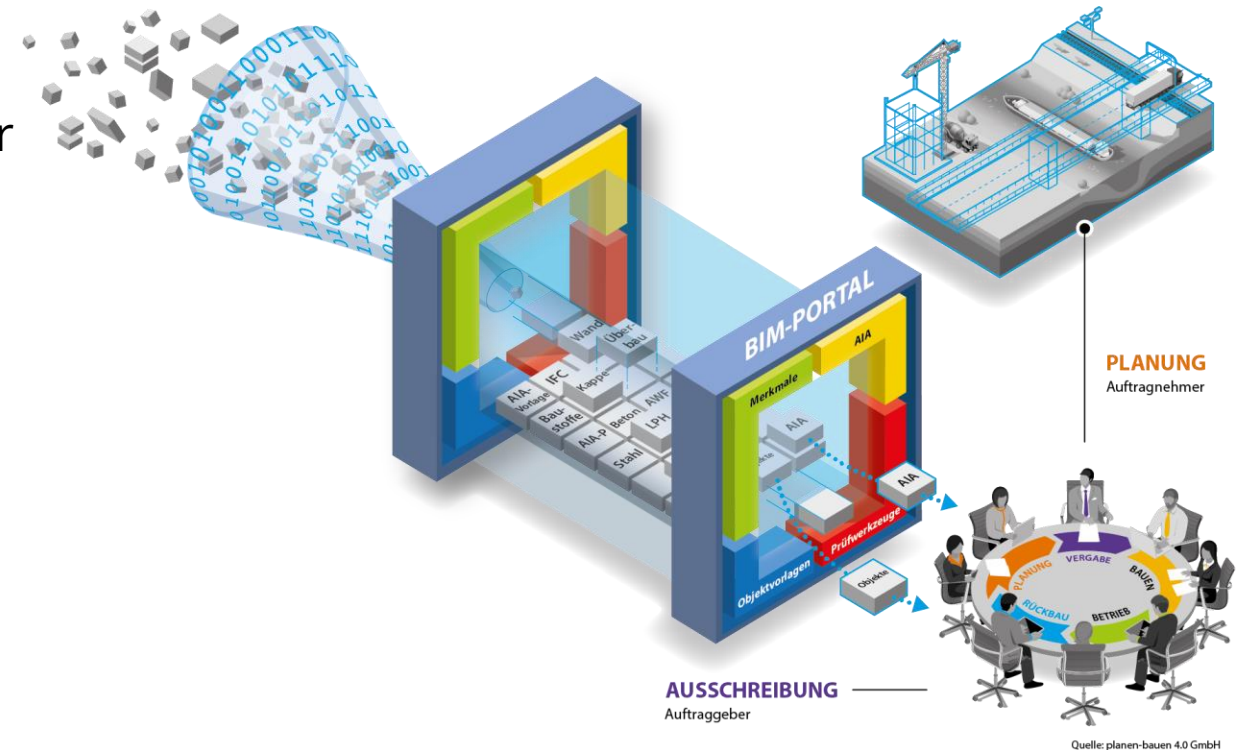 r
Wand
Über-
bau
IFC
Kappe
AIA-
Vorlage
Bau-
stoffe
AIA-P
Beton
AWF
LPH
Stahl
BIM-PORTAL
AIA
Merkmale
AIA
AIA
Prüfwerkzeuge
Objektvorlagen
Objekte
PLANUNG
Auftragnehmer
PLANUNG
VERGABE
BAUEN
BETRIEB
RÜCKBAU
AUSSCHREIBUNG
Auftraggeber
Quelle: planen-bauen 4.0 GmbH